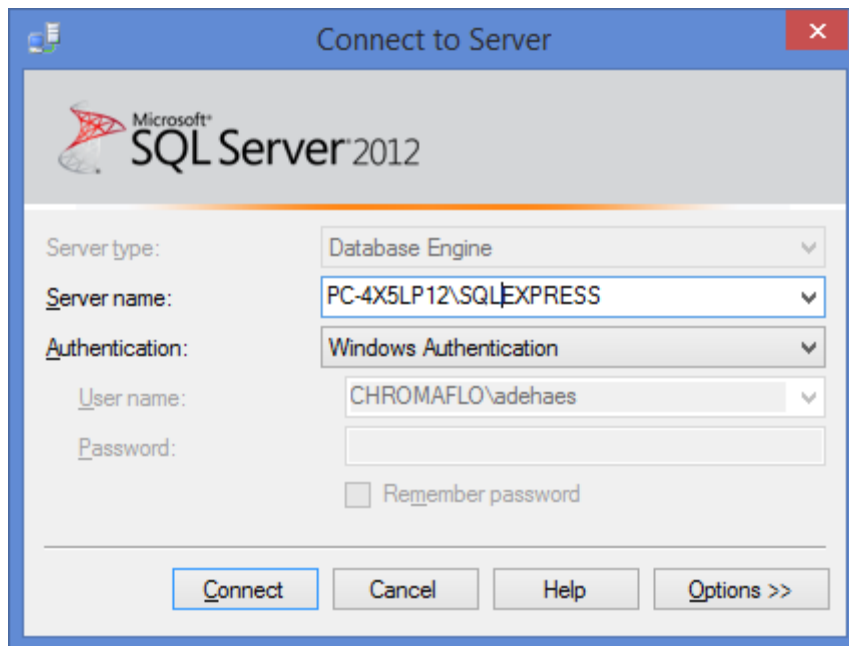 Connect to Server
Microsoft®
SQL Server® 2012
Server type: Database Engine
Server name: PC-4X5LP12\SQLEXPRESS
Authentication: Windows Authentication
User name: CHROMAFLO\adehaes
Password:
Remember password
Connect Cancel Help Options >>